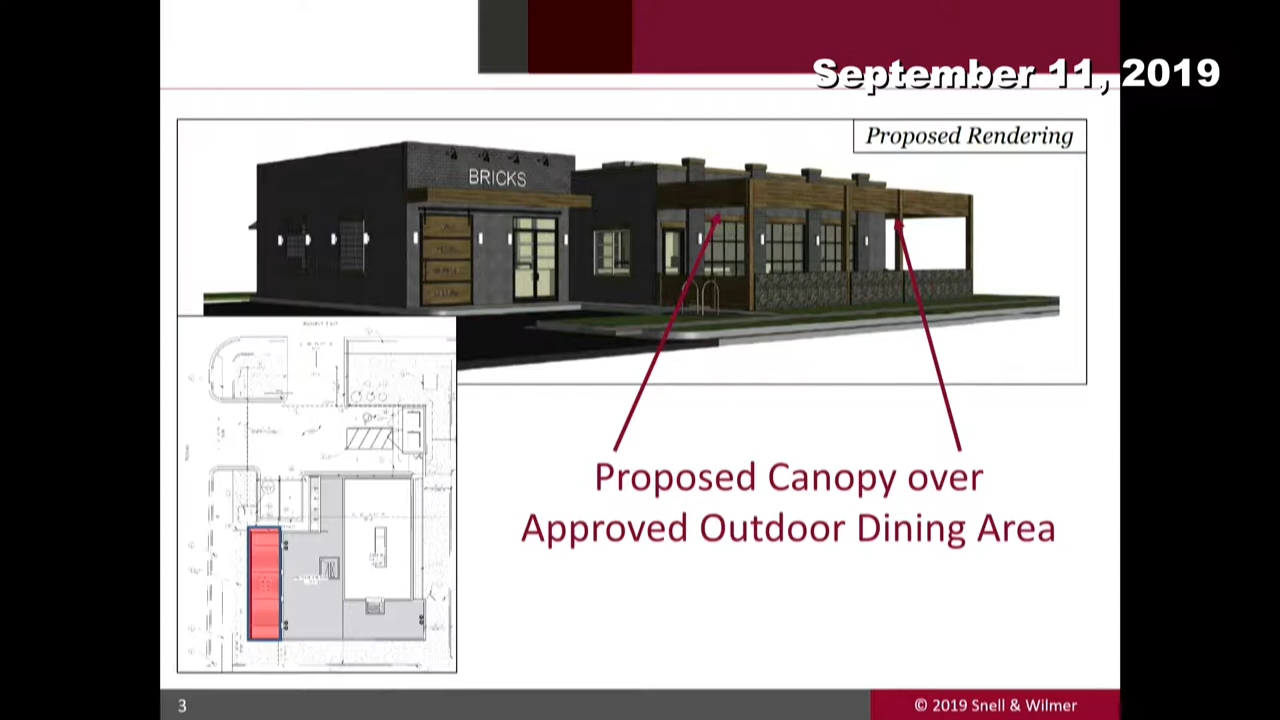 September 11, 2019
Proposed Rendering
BRICKS
Proposed Canopy over
Approved Outdoor Dining Area
3
© 2019 Snell & Wilmer